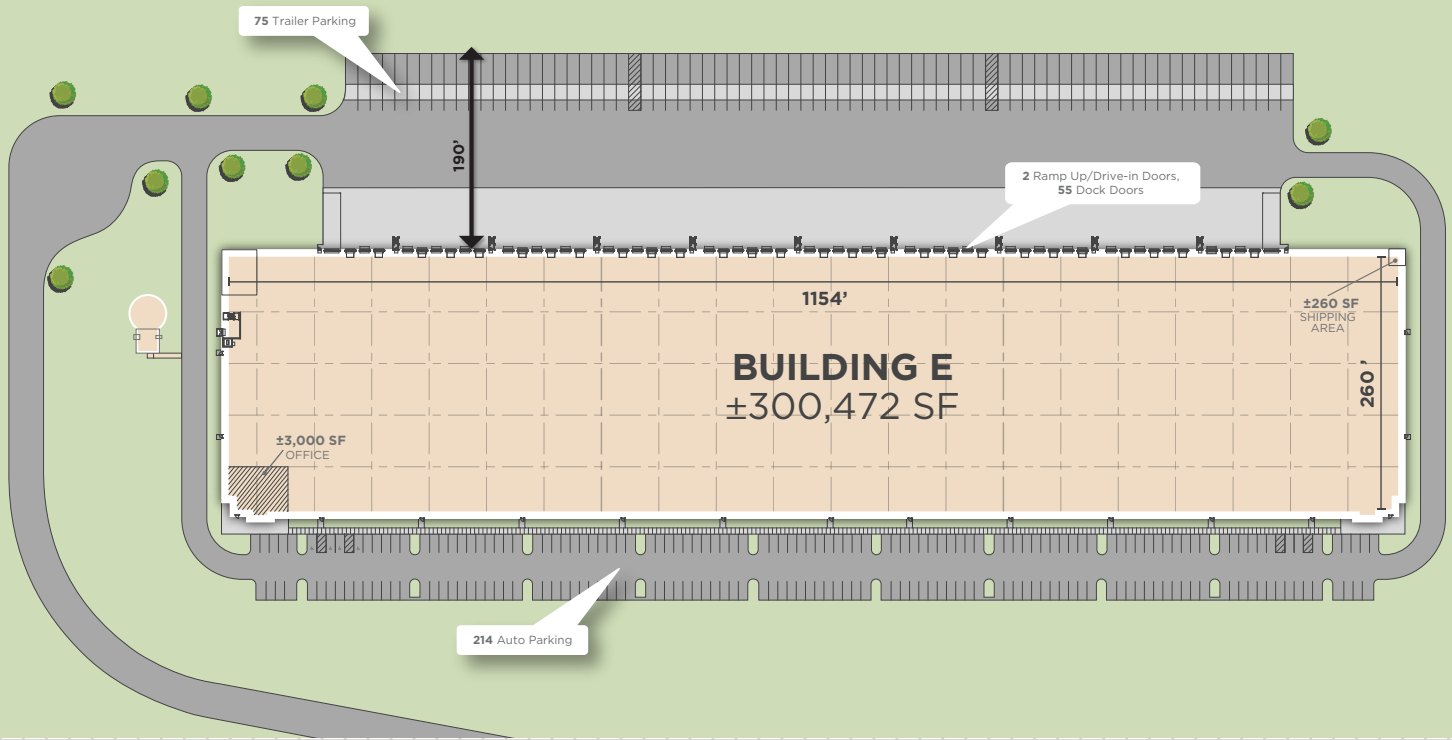 75 Trailer Parking
190’
2 Ramp Up/Drive-in Doors,
55 Dock Doors
1154’
±260 SF
SHIPPING
AREA
BUILDING E
±300,472 SF
260 ’
±3,000 SF
OFFICE
214 Auto Parking